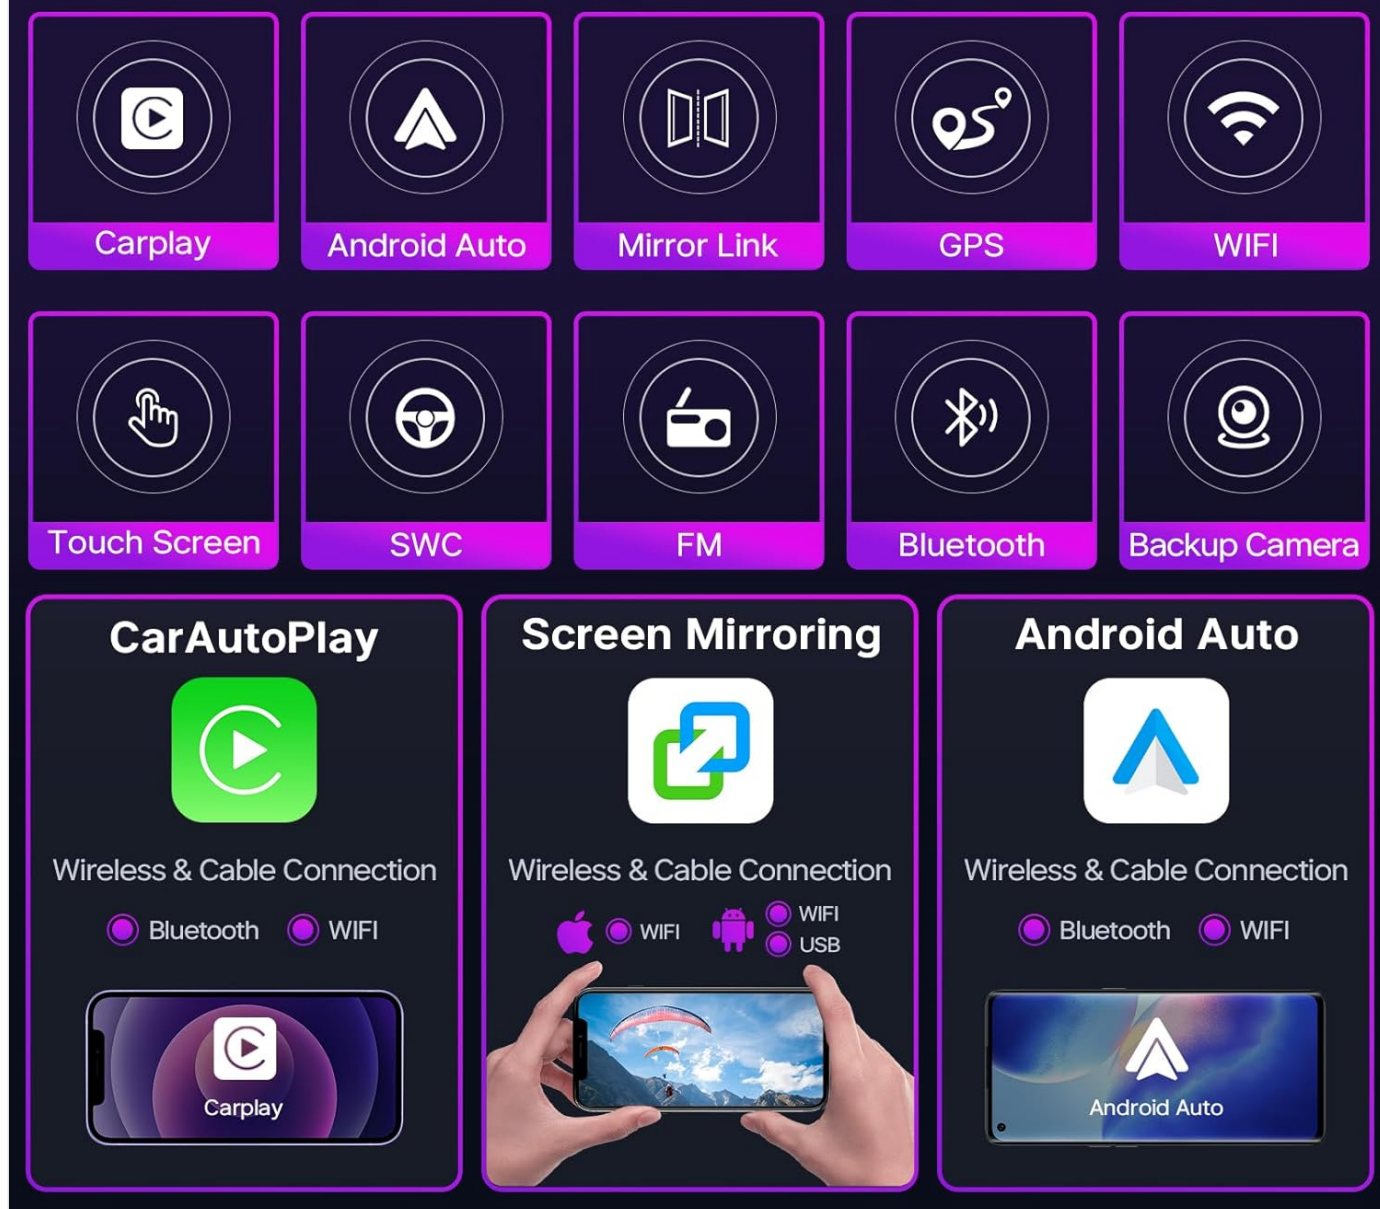 Carplay
Android Auto
Mirror Link
GPS
WIFI
Touch Screen
SWC
FM
Bluetooth
Backup Camera
CarAutoPlay
Wireless & Cable Connection
Bluetooth WIFI
Carplay
Screen Mirroring
Wireless & Cable Connection
WIFI
WIFI
USB
Android Auto
Wireless & Cable Connection
Bluetooth WIFI
Android Auto